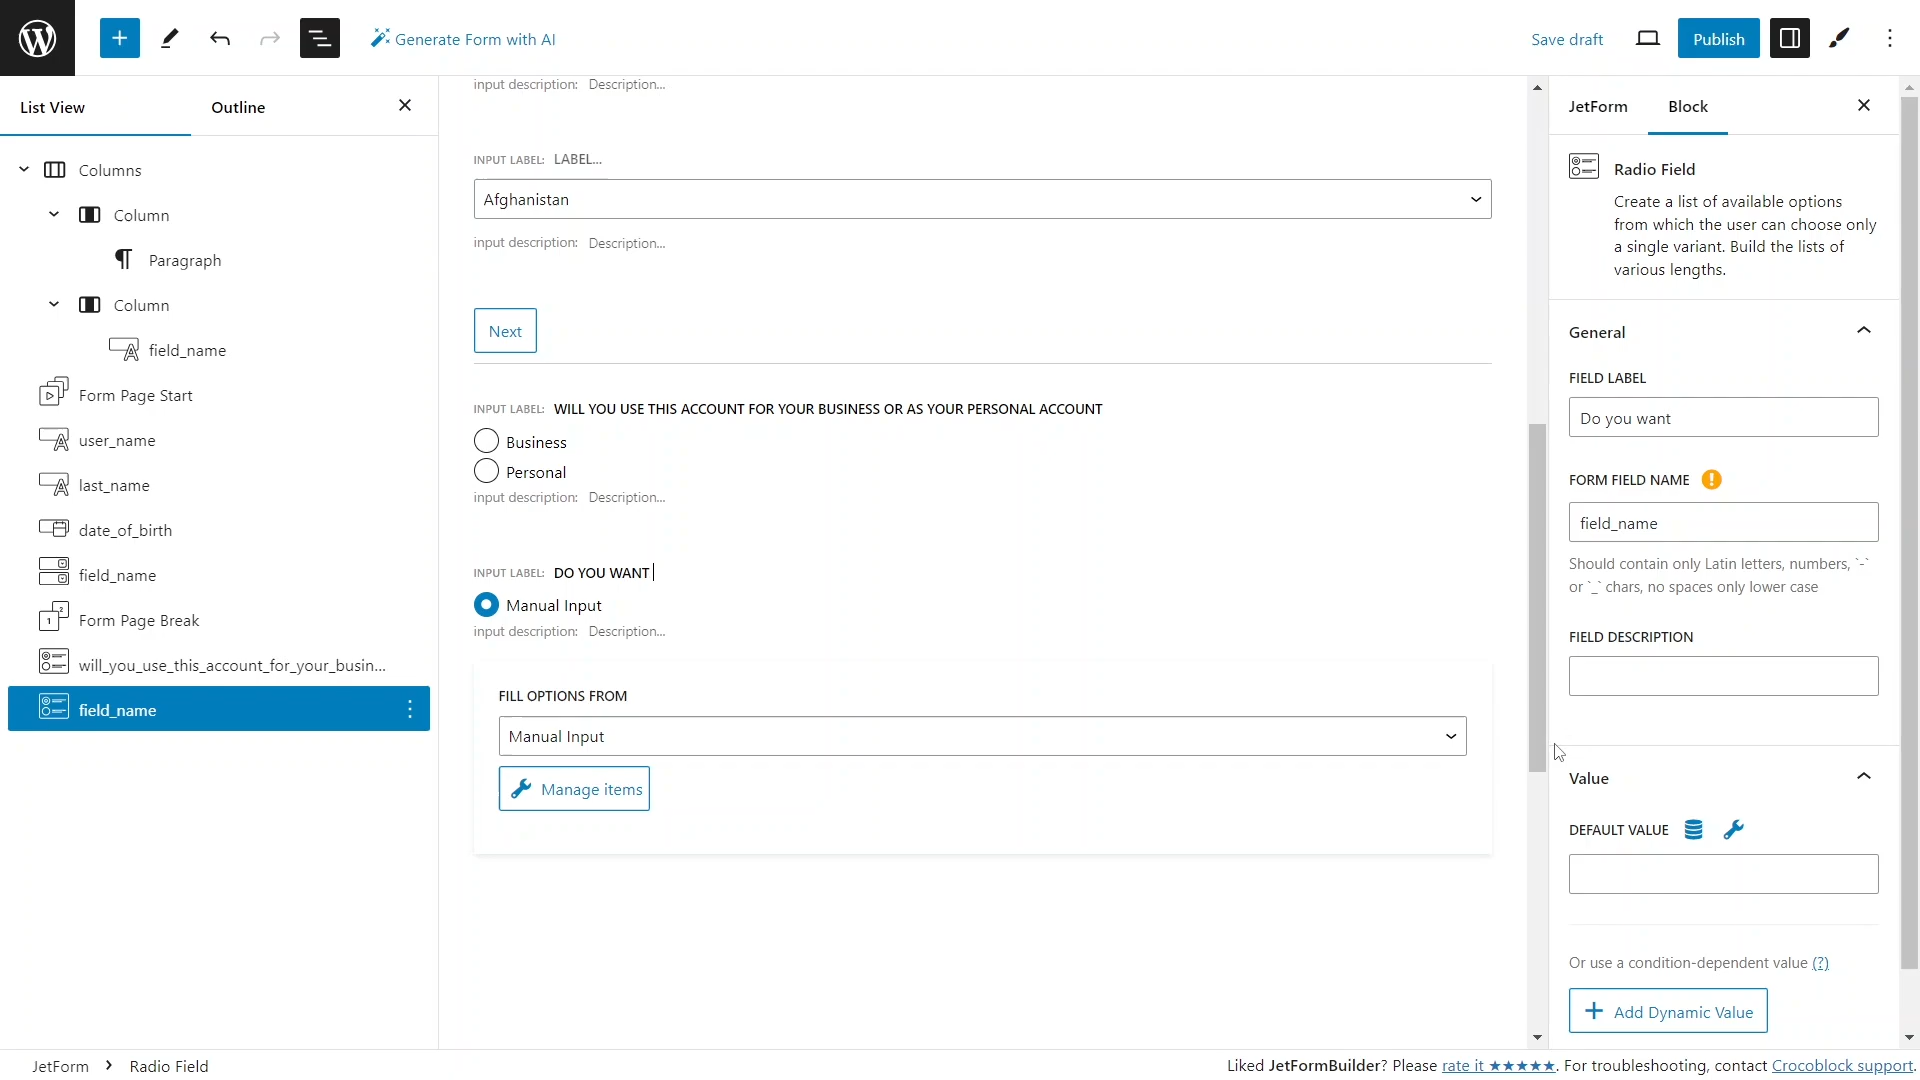 Generate Form with AI
Save draft
Publish
List View
Outline
Columns
Column
Paragraph
Column
field_name
Form Page Start
user_name
last_name
date_of_birth
field_name
Form Page Break
will_you_use_this_account_for_your_busin...
field_name
input description: Description...
INPUT LABEL: LABEL...
Afghanistan
input description: Description...
Next
INPUT LABEL: WILL YOU USE THIS ACCOUNT FOR YOUR BUSINESS OR AS YOUR PERSONAL ACCOUNT
Business
Personal
input description: Description...
INPUT LABEL: DO YOU WANT
Manual Input
input description: Description...
FILL OPTIONS FROM
Manual Input
Manage items
JetForm
Block
Radio Field
Create a list of available options
from which the user can choose only
a single variant. Build the lists of
various lengths.
General
FIELD LABEL
Do you want
FORM FIELD NAME !
field_name
Should contain only Latin letters, numbers, `-`
or `_` chars, no spaces only lower case
FIELD DESCRIPTION
Value
DEFAULT VALUE
Or use a condition-dependent value (?)
+ Add Dynamic Value
JetForm > Radio Field
Liked JetFormBuilder? Please rate it ★★★★★. For troubleshooting, contact Crocoblock support.